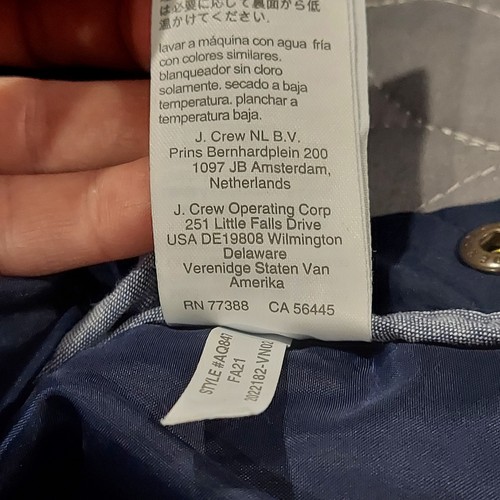 は必要に応じて裏面から低
温かけてください.
lavar a máquina con agua fría
con colores similares.
blanqueador sin cloro
solamente. secado a baja
temperatura. planchar a
temperatura baja.
J. Crew NL B.V.
Prins Bernhardplein 200
1097 JB Amsterdam,
Netherlands
J. Crew Operating Corp
251 Little Falls Drive
USA DE19808 Wilmington
Delaware
Verenidge Staten Van
Amerika
RN 77388 CA 56445
STYLE #AQ847
FA21
2022182-VN02